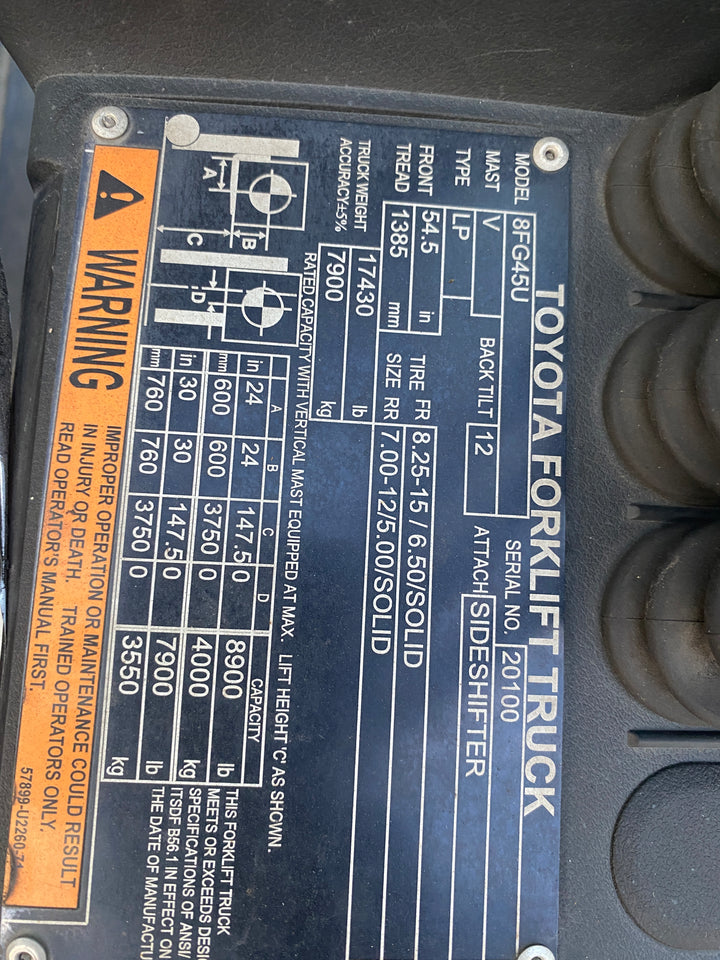 TOYOTA FORKLIFT TRUCK
MODEL 8FG45U SERIAL NO. 20100
MAST V BACK TILT 12 ATTACH SIDESHIFTER
TYPE LP
FRONT TREAD 54.5 in TIRE SIZE FR 8.25-15 / 6.50/SOLID
1385 mm RR 7.00-12/5.00/SOLID
TRUCK WEIGHT 17430 lb
ACCURACY±5% 7900 kg
RATED CAPACITY WITH VERTICAL MAST EQUIPPED AT MAX. LIFT HEIGHT 'C' AS SHOWN.
A B C D CAPACITY
in 24 24 147.5 0 8900 lb
mm 600 600 3750 0 4000 kg
in 30 30 147.5 0 7900 lb
mm 760 760 3750 0 3550 kg
A B C D
THIS FORKLIFT TRUCK
MEETS OR EXCEEDS DESI
SPECIFICATIONS OF ANSI/
ITSDF B56.1 IN EFFECT ON
THE DATE OF MANUFACTU
WARNING
IMPROPER OPERATION OR MAINTENANCE COULD RESULT
IN INJURY OR DEATH. TRAINED OPERATORS ONLY.
READ OPERATOR'S MANUAL FIRST.
57899-U2260-71